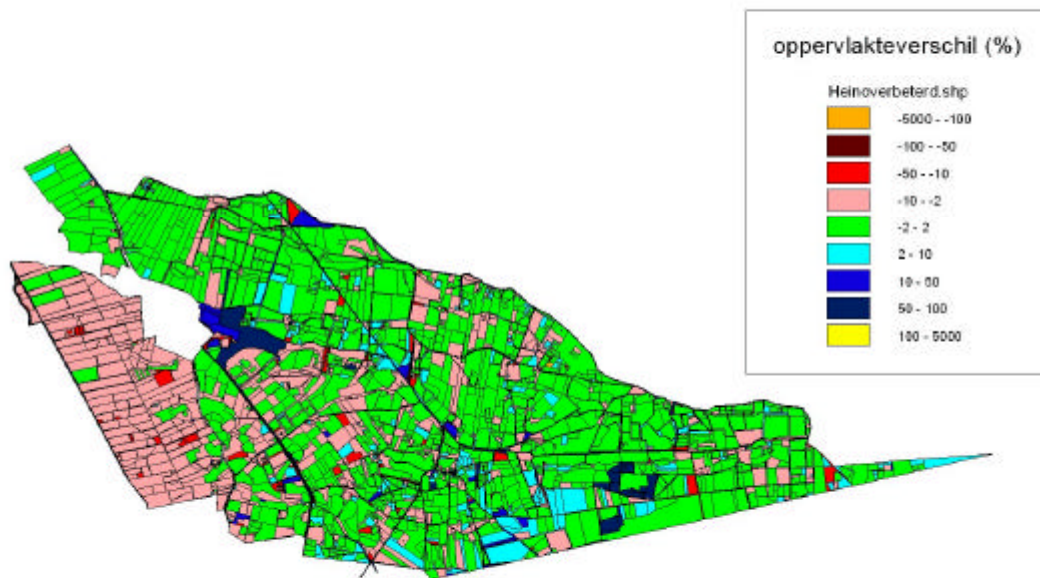 oppervlakteverschil (%)
Heinoverbeterd.shp
-5000 - -100
-100 - -50
-50 - -10
-10 - -2
-2 - 2
2 - 10
10 - 50
50 - 100
100 - 5000